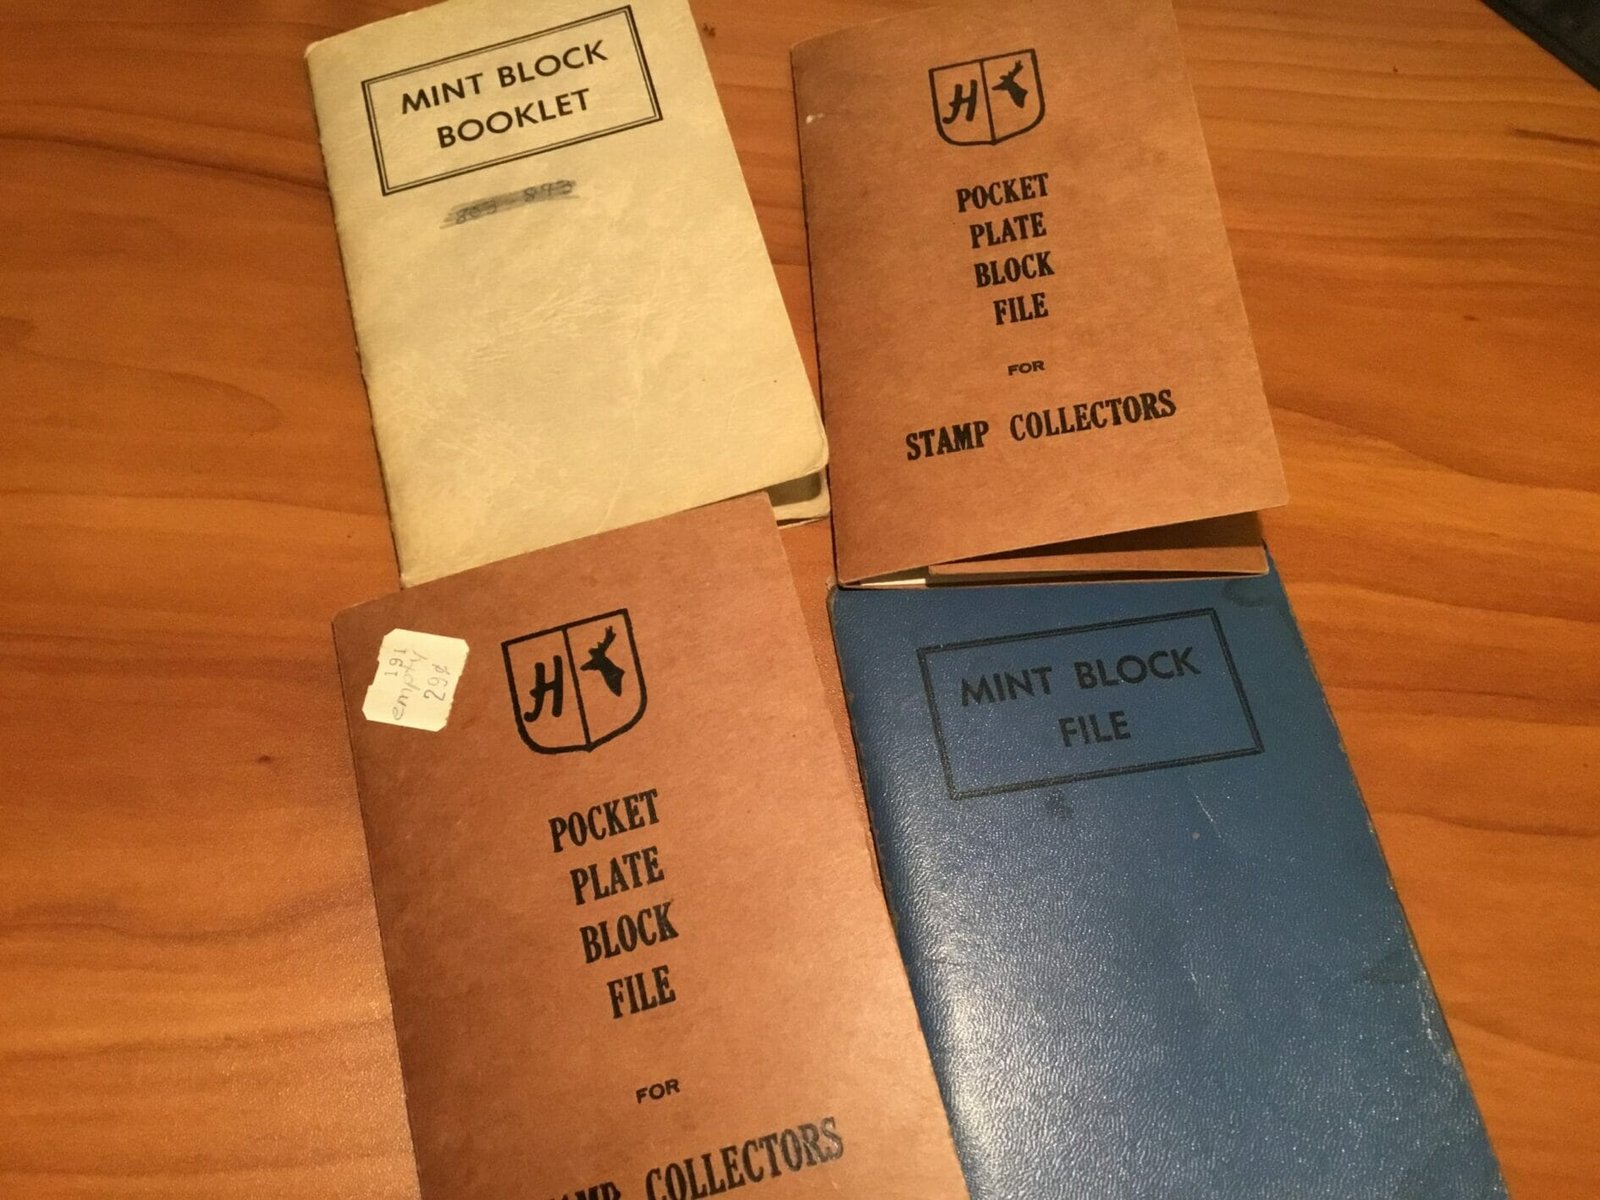 MINT BLOCK
BOOKLET
H
POCKET
PLATE
BLOCK
FILE
FOR
STAMP COLLECTORS
191
empty
29¢
H
POCKET
PLATE
BLOCK
FILE
FOR
COLLECTORS
MINT BLOCK
FILE